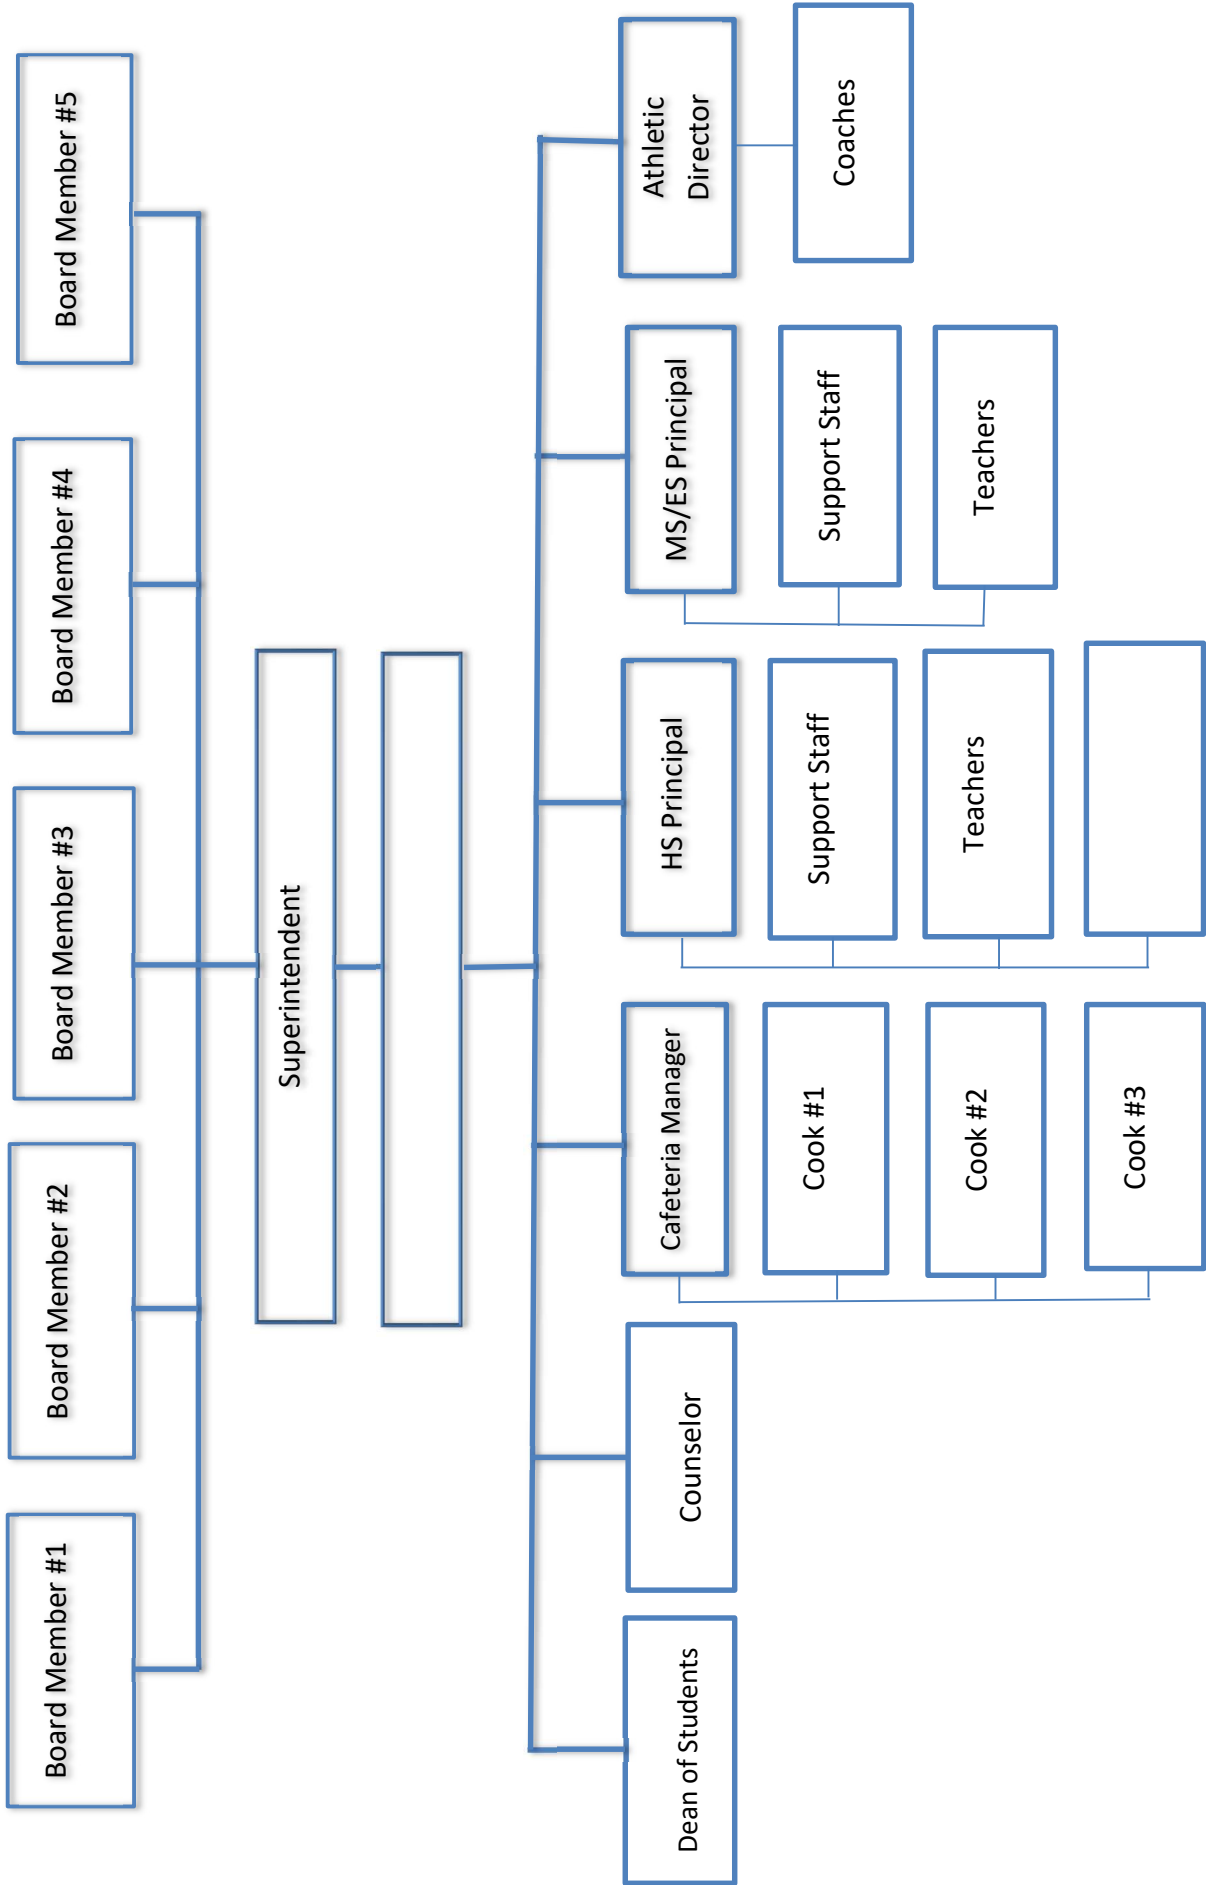 Board Member #1
Board Member #2
Board Member #3
Board Member #4
Board Member #5
Superintendent
Dean of Students
Counselor
Cafeteria Manager
HS Principal
MS/ES Principal
Athletic
Director
Cook #1
Support Staff
Support Staff
Coaches
Cook #2
Teachers
Teachers
Cook #3